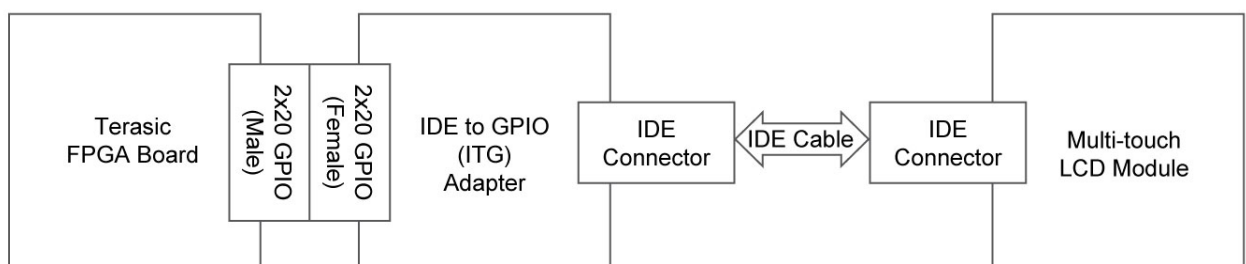 Terasic
FPGA Board
2x20 GPIO
(Male)
2x20 GPIO
(Female)
IDE to GPIO
(ITG)
Adapter
IDE
Connector
IDE Cable
IDE
Connector
Multi-touch
LCD Module